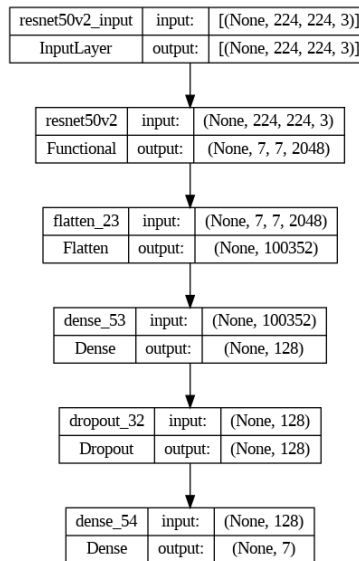 resnet50v2_input input: [(None, 224, 224, 3)]
InputLayer output: [(None, 224, 224, 3)]
resnet50v2 input: (None, 224, 224, 3)
Functional output: (None, 7, 7, 2048)
flatten_23 input: (None, 7, 7, 2048)
Flatten output: (None, 100352)
dense_53 input: (None, 100352)
Dense output: (None, 128)
dropout_32 input: (None, 128)
Dropout output: (None, 128)
dense_54 input: (None, 128)
Dense output: (None, 7)